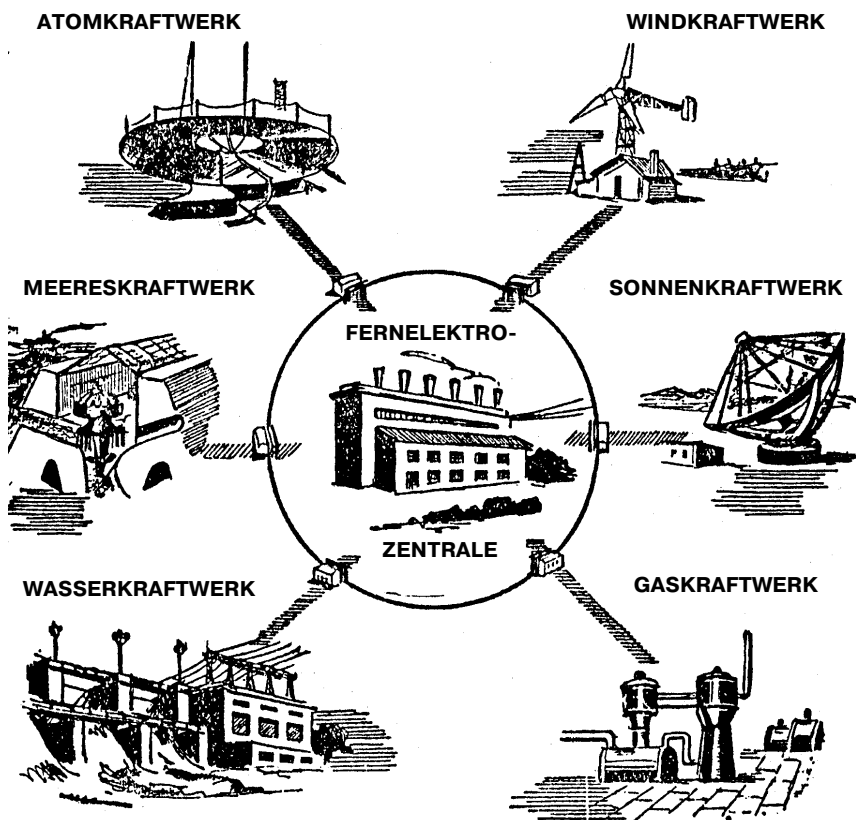 ATOMKRAFTWERK
WINDKRAFTWERK
MEERESKRAFTWERK
SONNENKRAFTWERK
FERNELEKTRO-
ZENTRALE
WASSERKRAFTWERK
GASKRAFTWERK